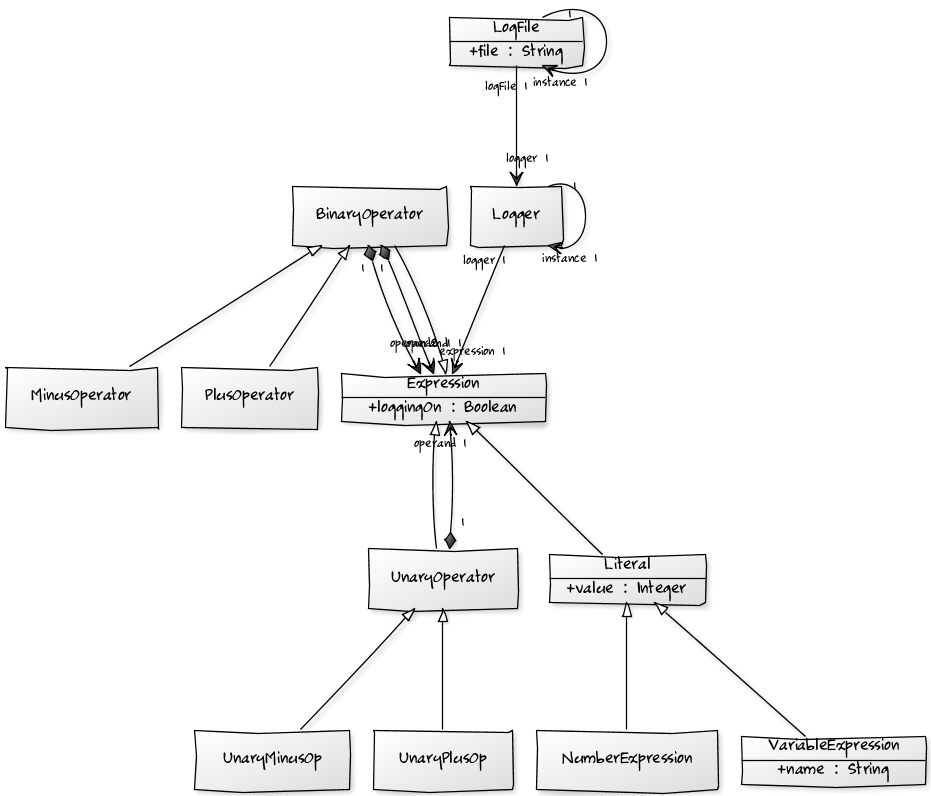 1
LogFile
+file : String
logFile 1
instance 1
logger 1
1
BinaryOperator
Logger
1
1
logger 1
instance 1
1
1
expression 1
MinusOperator
PlusOperator
Expression
+loggingOn : Boolean
operand 1
1
UnaryOperator
Literal
+value : Integer
UnaryMinusOp
UnaryPlusOp
NumberExpression
VariableExpression
+name : String